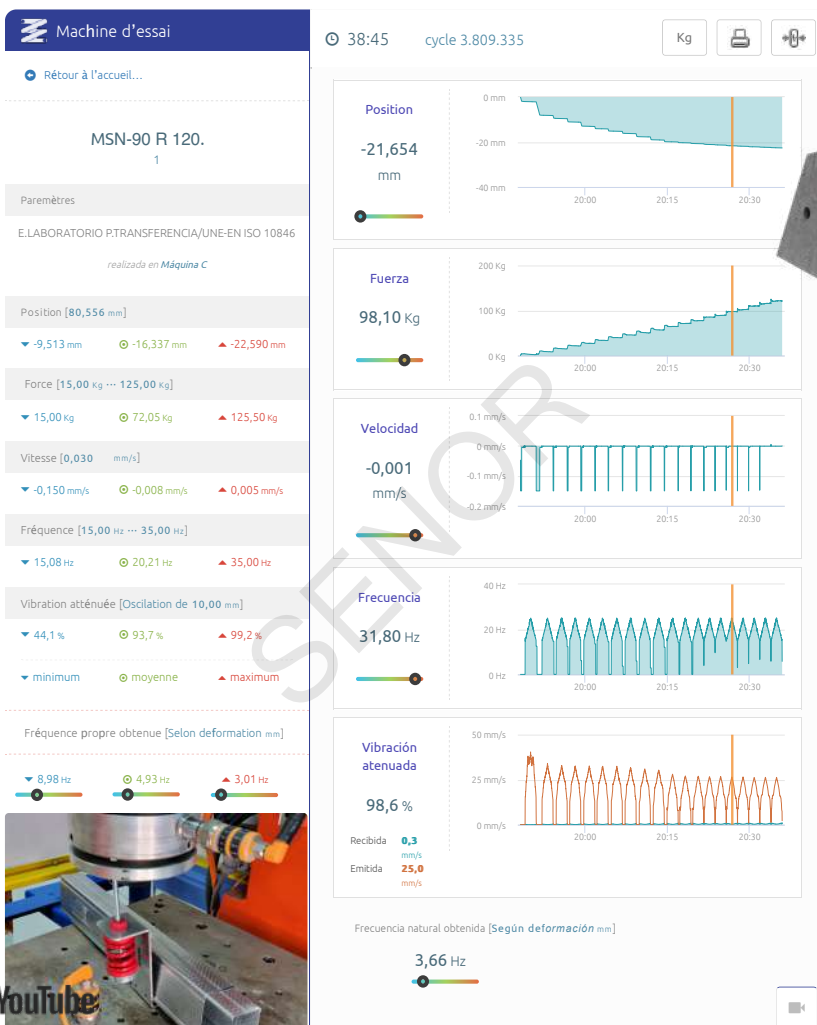 Machine d'essai
Rétour à l'accueil...
MSN-90 R 120.
1
Paremètres
E.LABORATORIO P.TRANSFERENCIA/UNE-EN ISO 10846
realizada en Máquina C
Position [80,556 mm]
-9,513 mm -16,337 mm -22,590 mm
Force [15,00 Kg ··· 125,00 Kg]
15,00 Kg 72,05 Kg 125,50 Kg
Vitesse [0,030 mm/s]
-0,150 mm/s -0,008 mm/s 0,005 mm/s
Fréquence [15,00 Hz ··· 35,00 Hz]
15,08 Hz 20,21 Hz 35,00 Hz
Vibration atténuée [Oscilation de 10,00 mm]
44,1 % 93,7 % 99,2 %
minimum moyenne maximum
Fréquence propre obtenue [Selon deformation mm]
8,98 Hz 4,93 Hz 3,01 Hz
YouTube
38:45 cycle 3.809.335 Kg
Position
-21,654
mm
0 mm
-20 mm
-40 mm
20:00 20:15 20:30
Fuerza
98,10 Kg
200 Kg
100 Kg
0 Kg
20:00 20:15 20:30
Velocidad
-0,001
mm/s
0.1 mm/s
0 mm/s
-0.1 mm/s
-0.2 mm/s
20:00 20:15 20:30
Frecuencia
31,80 Hz
40 Hz
20 Hz
0 Hz
20:00 20:15 20:30
Vibración
atenuada
98,6 %
Recibida 0,3
mm/s
Emitida 25,0
mm/s
50 mm/s
25 mm/s
0 mm/s
20:00 20:15 20:30
Frecuencia natural obtenida [Según deformación mm]
3,66 Hz
SENOR